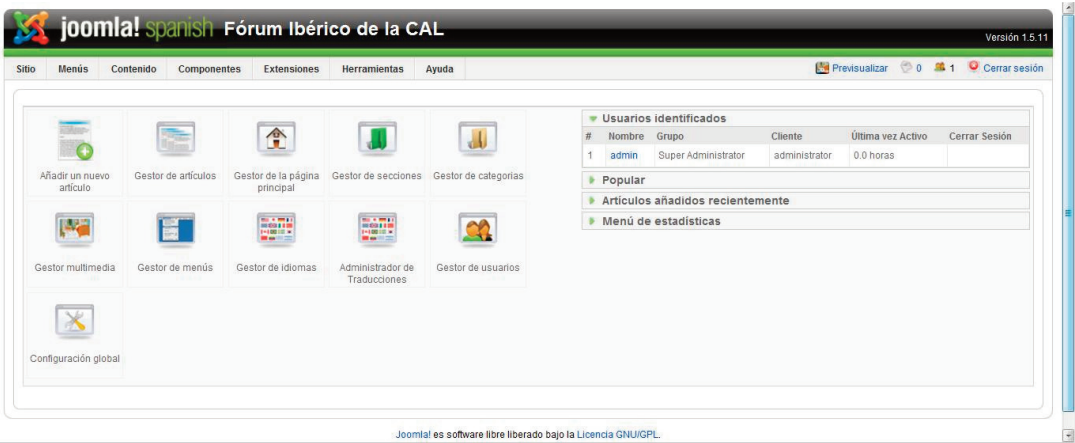 joomla! spanish Fórum Ibérico de la CAL
Versión 1.5.11
Sitio Menús Contenido Componentes Extensiones Herramientas Ayuda
Previsualizar 0 1 Cerrar sesión
Añadir un nuevo artículo
Gestor de artículos
Gestor de la página principal
Gestor de secciones
Gestor de categorias
Gestor multimedia
Gestor de menús
Gestor de idiomas
Administrador de Traducciones
Gestor de usuarios
Configuración global
Usuarios identificados
# Nombre Grupo Cliente Última vez Activo Cerrar Sesión
1 admin Super Administrator administrator 0.0 horas
Popular
Articulos añadidos recientemente
Menú de estadísticas
Joomla! es software libre liberado bajo la Licencia GNU/GPL.